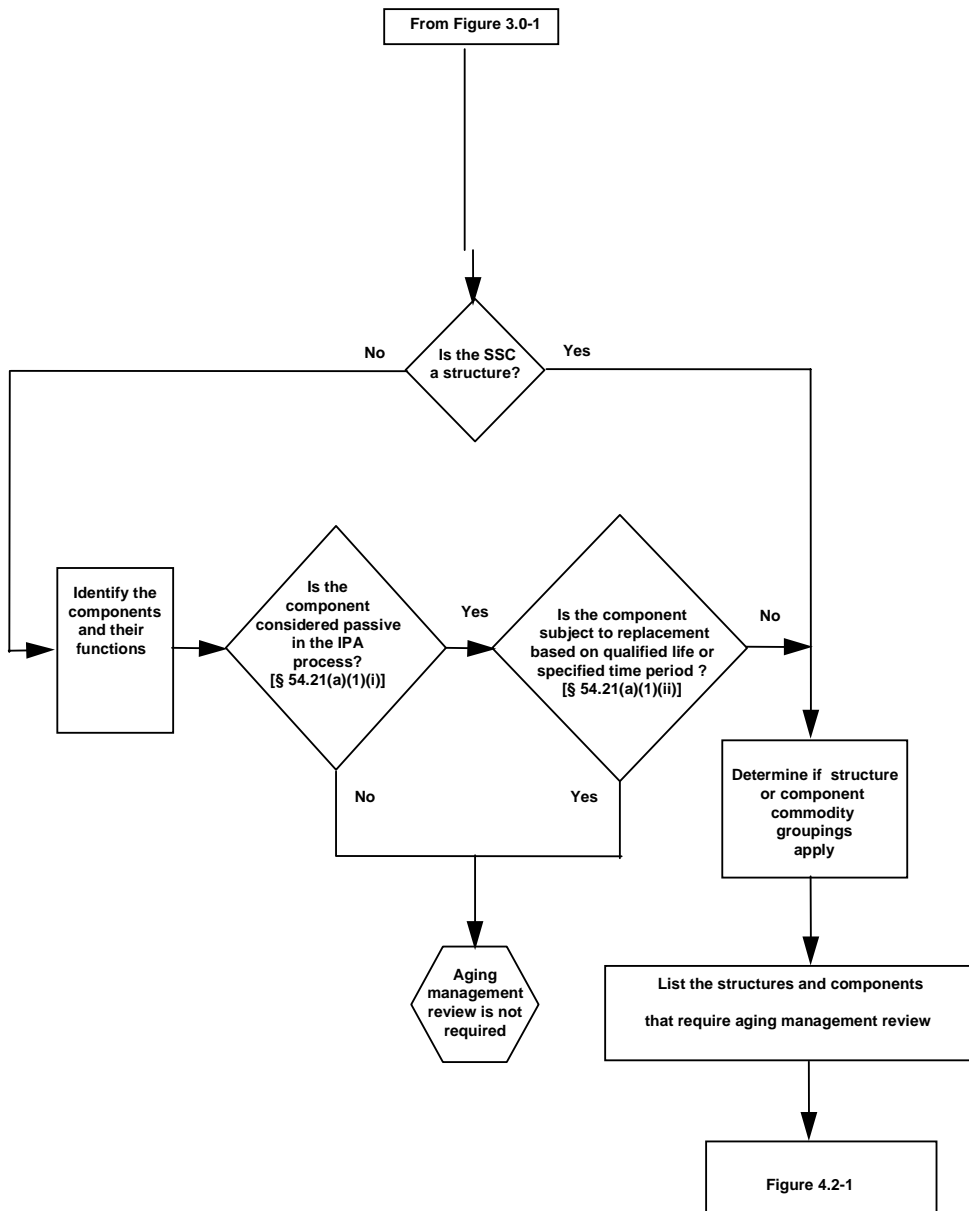 From Figure 3.0-1
No
Is the SSC
a structure?
Yes
Identify the
components
and their
functions
Is the
component
considered passive
in the IPA
process?
[§ 54.21(a)(1)(i)]
Yes
Is the component
subject to replacement
based on qualified life or
specified time period ?
[§ 54.21(a)(1)(ii)]
No
No
Yes
Determine if structure
or component
commodity
groupings
apply
Aging
management
review is not
required
List the structures and components
that require aging management review
Figure 4.2-1